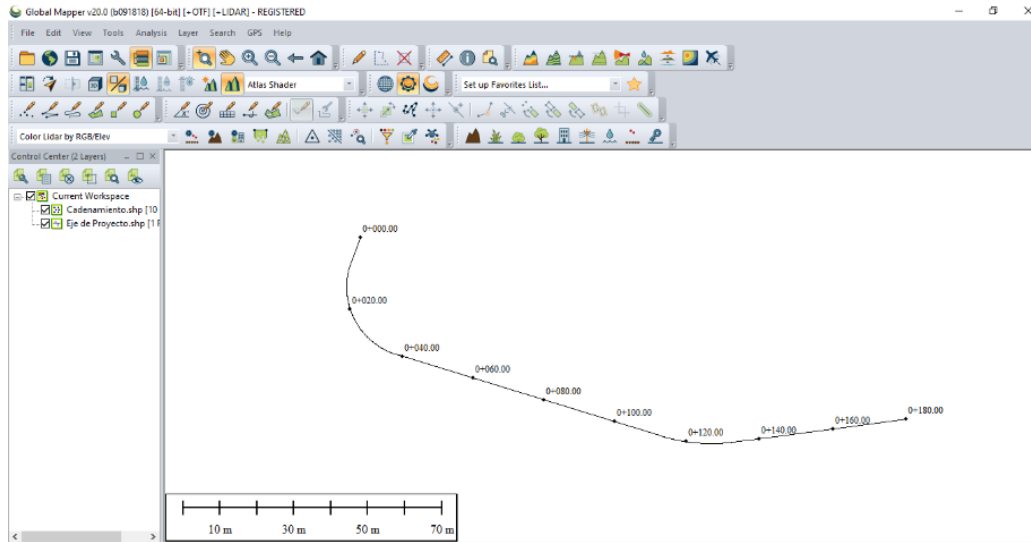 Global Mapper v20.0 (b091818) [64-bit] [+OTF] [+LIDAR] - REGISTERED
File Edit View Tools Analysis Layer Search GPS Help
Atlas Shader
Set up Favorites List...
Color Lidar by RGB/Elev
Control Center (2 Layers)
Current Workspace
Cadenamiento.shp [10
Eje de Proyecto.shp [1 F
0+000.00
0+020.00
0+040.00
0+060.00
0+080.00
0+100.00
0+120.00
0+140.00
0+160.00
0+180.00
10 m 30 m 50 m 70 m